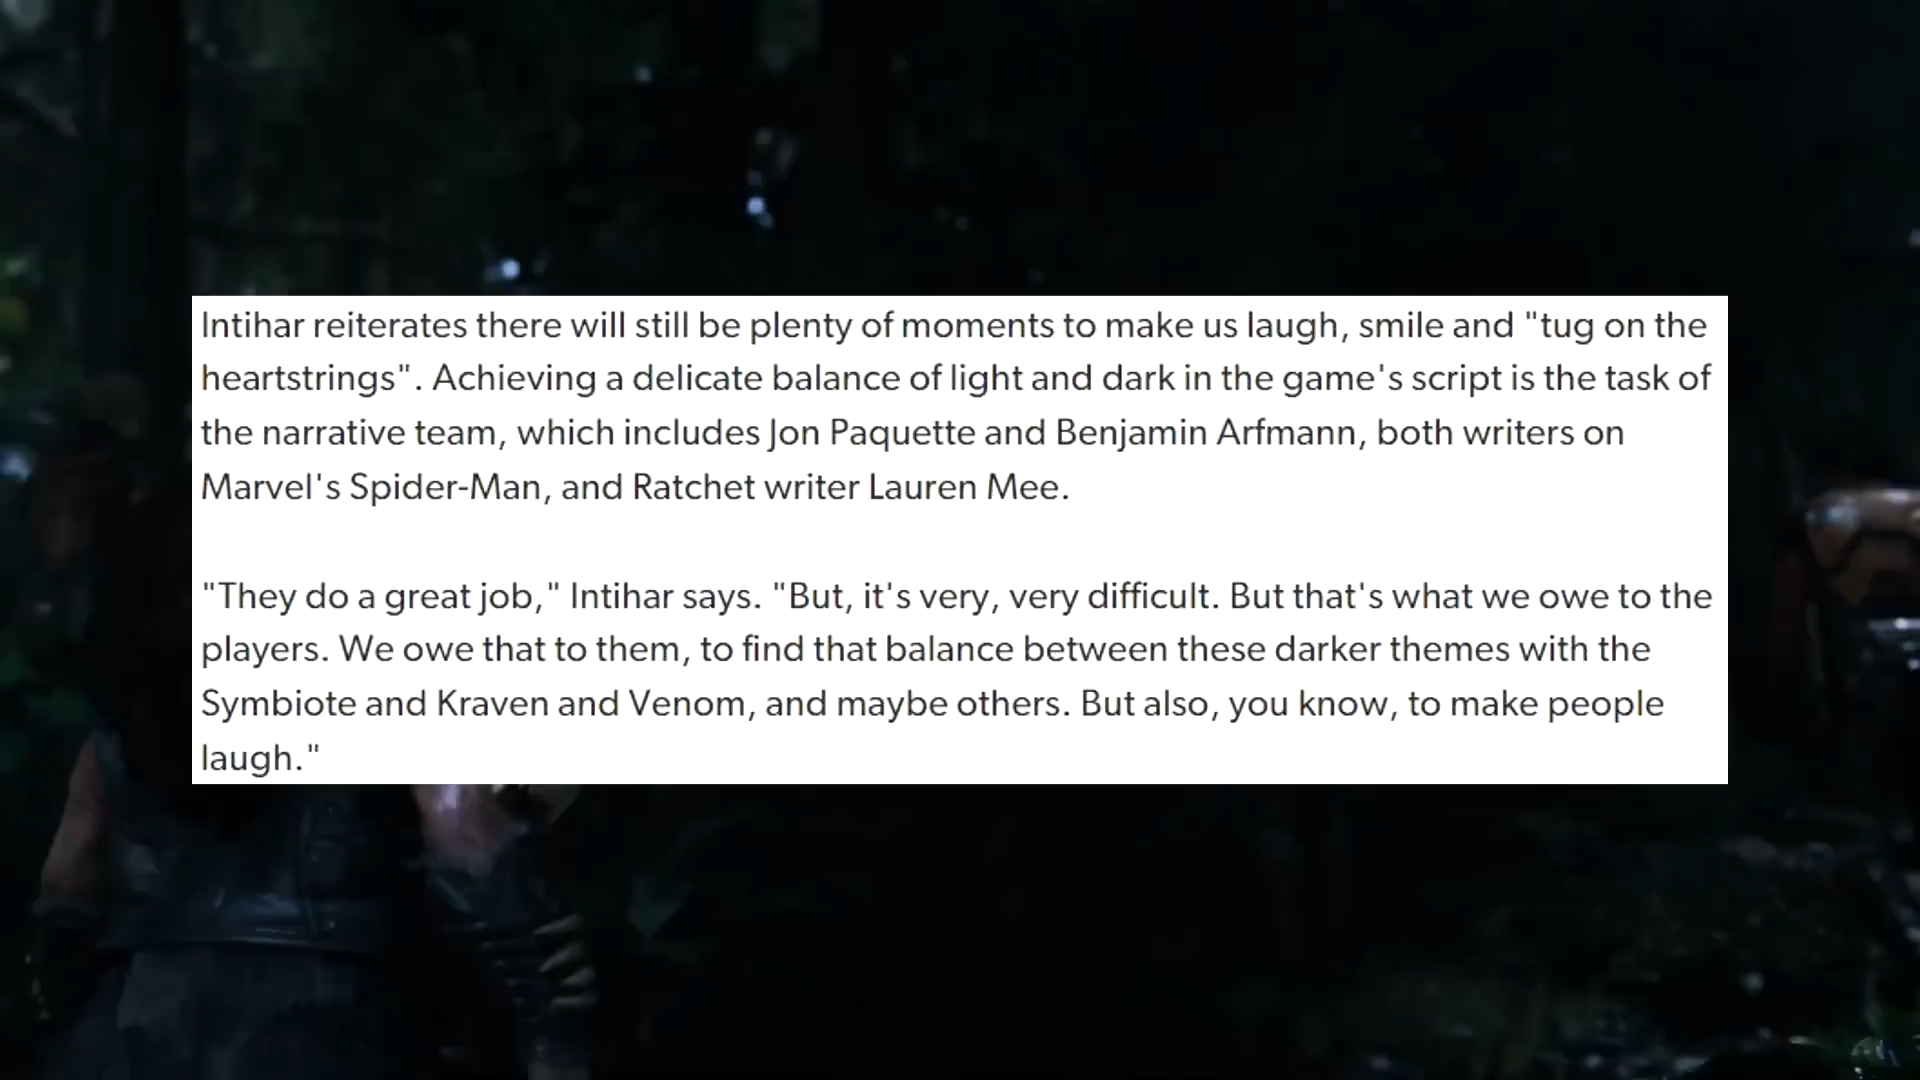 Intihar reiterates there will still be plenty of moments to make us laugh, smile and "tug on the
heartstrings". Achieving a delicate balance of light and dark in the game's script is the task of
the narrative team, which includes Jon Paquette and Benjamin Arfmann, both writers on
Marvel's Spider-Man, and Ratchet writer Lauren Mee.
"They do a great job," Intihar says. "But, it's very, very difficult. But that's what we owe to the
players. We owe that to them, to find that balance between these darker themes with the
Symbiote and Kraven and Venom, and maybe others. But also, you know, to make people
laugh."